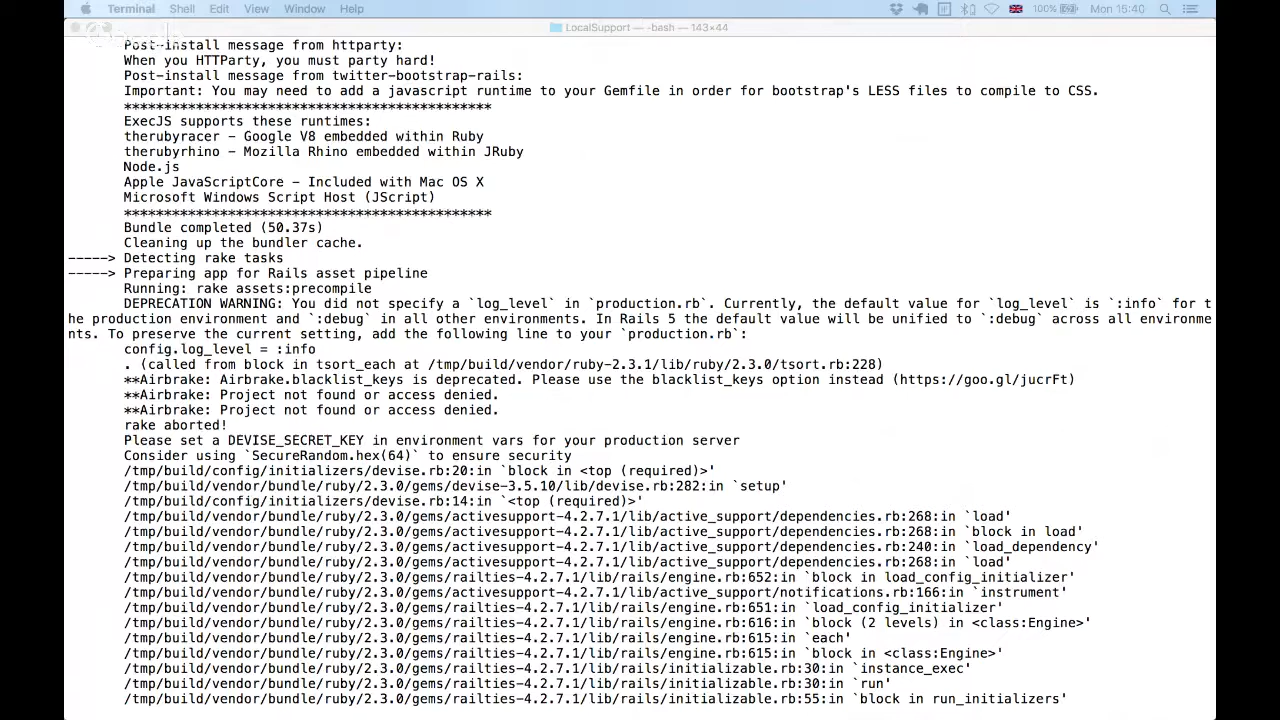 Terminal Shell Edit View Window Help 100% Mon 15:40
LocalSupport — -bash — 143×44
Post-install message from httparty:
When you HTTParty, you must party hard!
Post-install message from twitter-bootstrap-rails:
Important: You may need to add a javascript runtime to your Gemfile in order for bootstrap's LESS files to compile to CSS.
**********************************************
ExecJS supports these runtimes:
therubyracer - Google V8 embedded within Ruby
therubyrhino - Mozilla Rhino embedded within JRuby
Node.js
Apple JavaScriptCore - Included with Mac OS X
Microsoft Windows Script Host (JScript)
**********************************************
Bundle completed (50.37s)
Cleaning up the bundler cache.
-----> Detecting rake tasks
-----> Preparing app for Rails asset pipeline
Running: rake assets:precompile
DEPRECATION WARNING: You did not specify a `log_level` in `production.rb`. Currently, the default value for `log_level` is `:info` for t
he production environment and `:debug` in all other environments. In Rails 5 the default value will be unified to `:debug` across all environme
nts. To preserve the current setting, add the following line to your `production.rb`:
config.log_level = :info
. (called from block in tsort_each at /tmp/build/vendor/ruby-2.3.1/lib/ruby/2.3.0/tsort.rb:228)
**Airbrake: Airbrake.blacklist_keys is deprecated. Please use the blacklist_keys option instead (https://goo.gl/jucrFt)
**Airbrake: Project not found or access denied.
**Airbrake: Project not found or access denied.
rake aborted!
Please set a DEVISE_SECRET_KEY in environment vars for your production server
Consider using `SecureRandom.hex(64)` to ensure security
/tmp/build/config/initializers/devise.rb:20:in `block in <top (required)>'
/tmp/build/vendor/bundle/ruby/2.3.0/gems/devise-3.5.10/lib/devise.rb:282:in `setup'
/tmp/build/config/initializers/devise.rb:14:in `<top (required)>'
/tmp/build/vendor/bundle/ruby/2.3.0/gems/activesupport-4.2.7.1/lib/active_support/dependencies.rb:268:in `load'
/tmp/build/vendor/bundle/ruby/2.3.0/gems/activesupport-4.2.7.1/lib/active_support/dependencies.rb:268:in `block in load'
/tmp/build/vendor/bundle/ruby/2.3.0/gems/activesupport-4.2.7.1/lib/active_support/dependencies.rb:240:in `load_dependency'
/tmp/build/vendor/bundle/ruby/2.3.0/gems/activesupport-4.2.7.1/lib/active_support/dependencies.rb:268:in `load'
/tmp/build/vendor/bundle/ruby/2.3.0/gems/railties-4.2.7.1/lib/rails/engine.rb:652:in `block in load_config_initializer'
/tmp/build/vendor/bundle/ruby/2.3.0/gems/activesupport-4.2.7.1/lib/active_support/notifications.rb:166:in `instrument'
/tmp/build/vendor/bundle/ruby/2.3.0/gems/railties-4.2.7.1/lib/rails/engine.rb:651:in `load_config_initializer'
/tmp/build/vendor/bundle/ruby/2.3.0/gems/railties-4.2.7.1/lib/rails/engine.rb:616:in `block (2 levels) in <class:Engine>'
/tmp/build/vendor/bundle/ruby/2.3.0/gems/railties-4.2.7.1/lib/rails/engine.rb:615:in `each'
/tmp/build/vendor/bundle/ruby/2.3.0/gems/railties-4.2.7.1/lib/rails/engine.rb:615:in `block in <class:Engine>'
/tmp/build/vendor/bundle/ruby/2.3.0/gems/railties-4.2.7.1/lib/rails/initializable.rb:30:in `instance_exec'
/tmp/build/vendor/bundle/ruby/2.3.0/gems/railties-4.2.7.1/lib/rails/initializable.rb:30:in `run'
/tmp/build/vendor/bundle/ruby/2.3.0/gems/railties-4.2.7.1/lib/rails/initializable.rb:55:in `block in run_initializers'